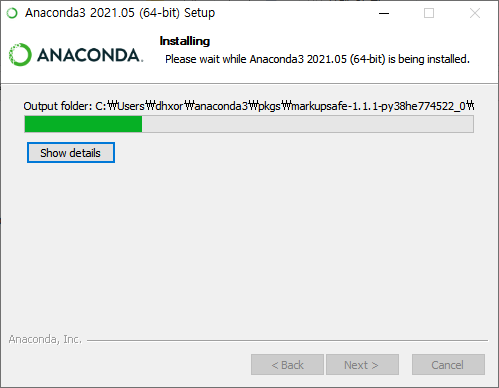 Anaconda3 2021.05 (64-bit) Setup
ANACONDA.
Installing
Please wait while Anaconda3 2021.05 (64-bit) is being installed.
Output folder: C:₩Users₩dhxor₩anaconda3₩pkgs₩markupsafe-1.1.1-py38he774522_0₩
Show details
Anaconda, Inc.
< Back
Next >
Cancel